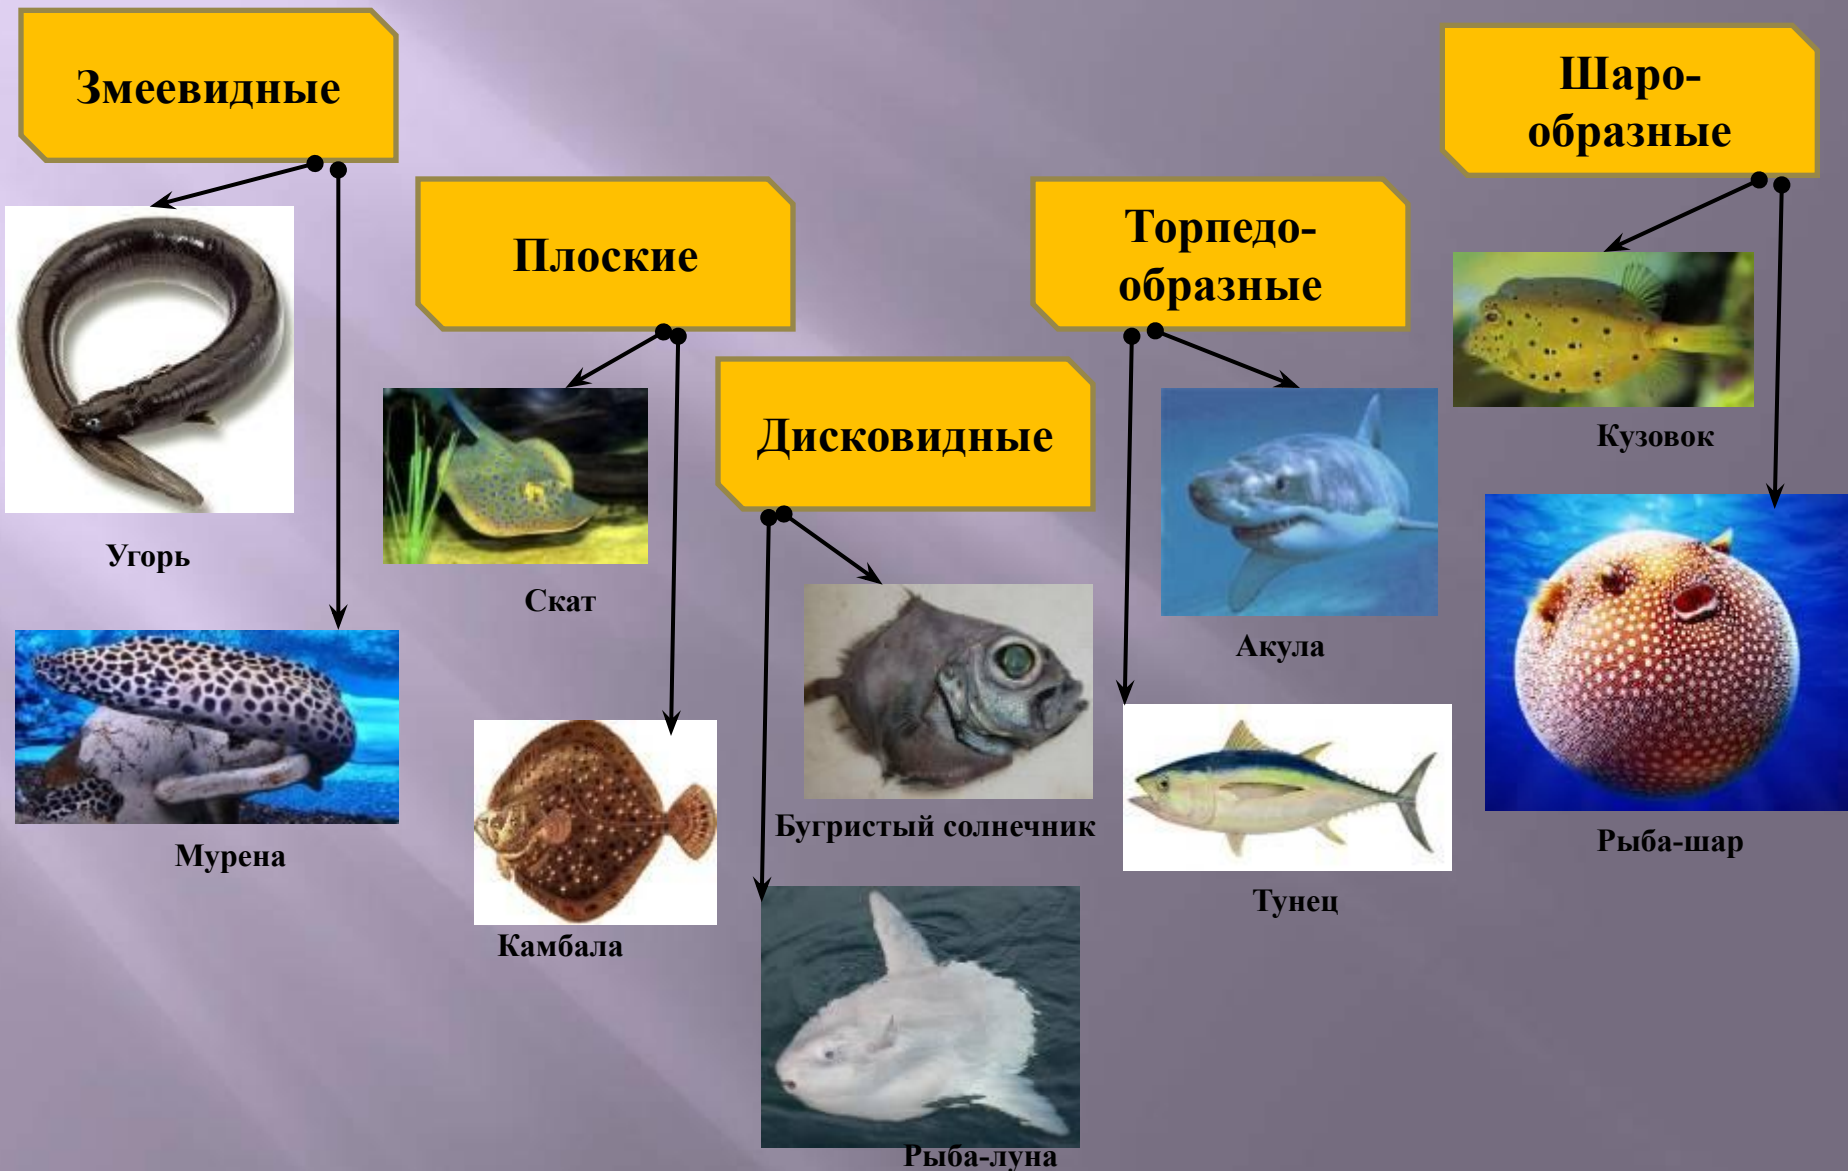 Змеевидные
Угорь
Мурена
Плоские
Скат
Камбала
Дисковидные
Бугристый солнечник
Рыба-луна
Торпедо-
образные
Акула
Тунец
Шаро-
образные
Кузовок
Рыба-шар